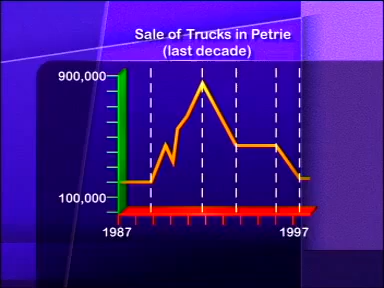 Sale of Trucks in Petrie
(last decade)
900,000
100,000
1987 1997